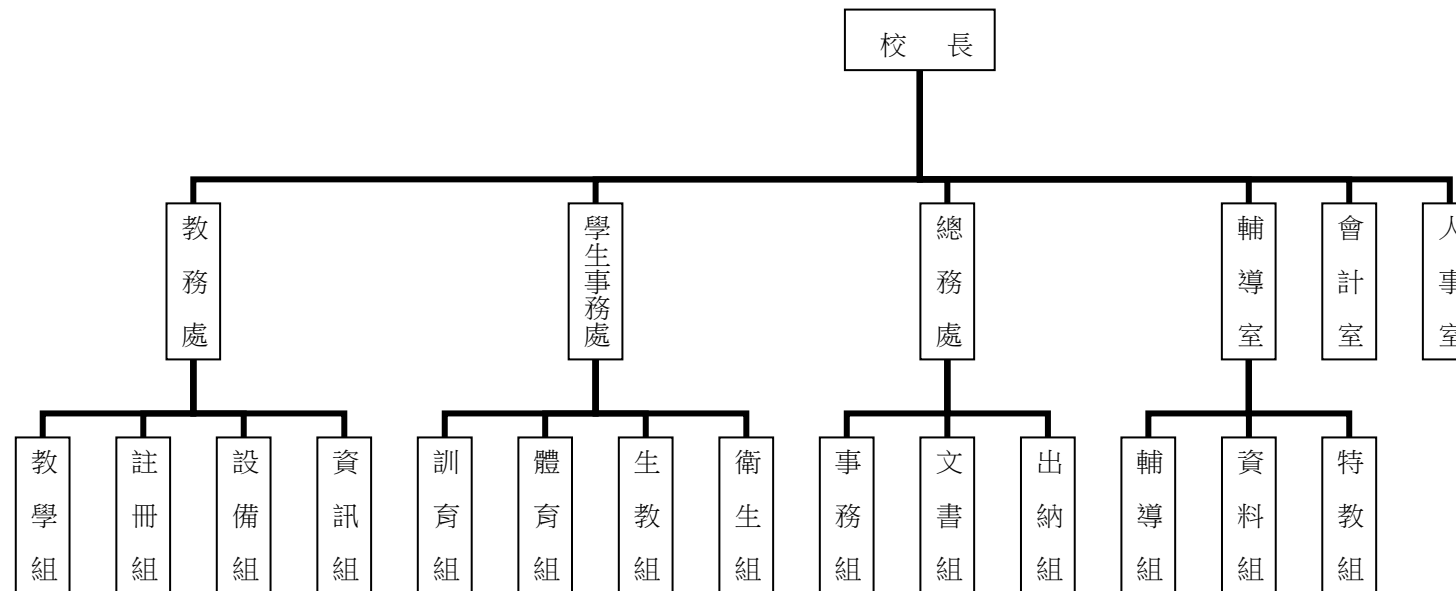 校 長
教務處
學生事務處
總務處
輔導室
會計室
人事室
教學組
註冊組
設備組
資訊組
訓育組
體育組
生教組
衛生組
事務組
文書組
出納組
輔導組
資料組
特教組